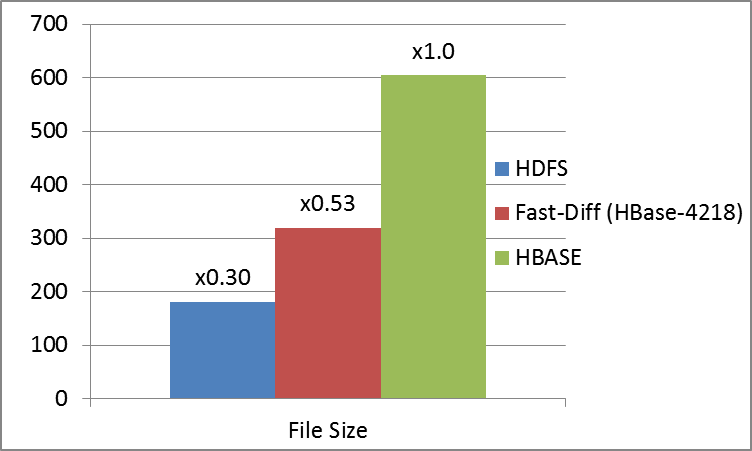 700
600
500
400
300
200
100
0
x0.30
x0.53
x1.0
File Size
HDFS
Fast-Diff (HBase-4218)
HBASE